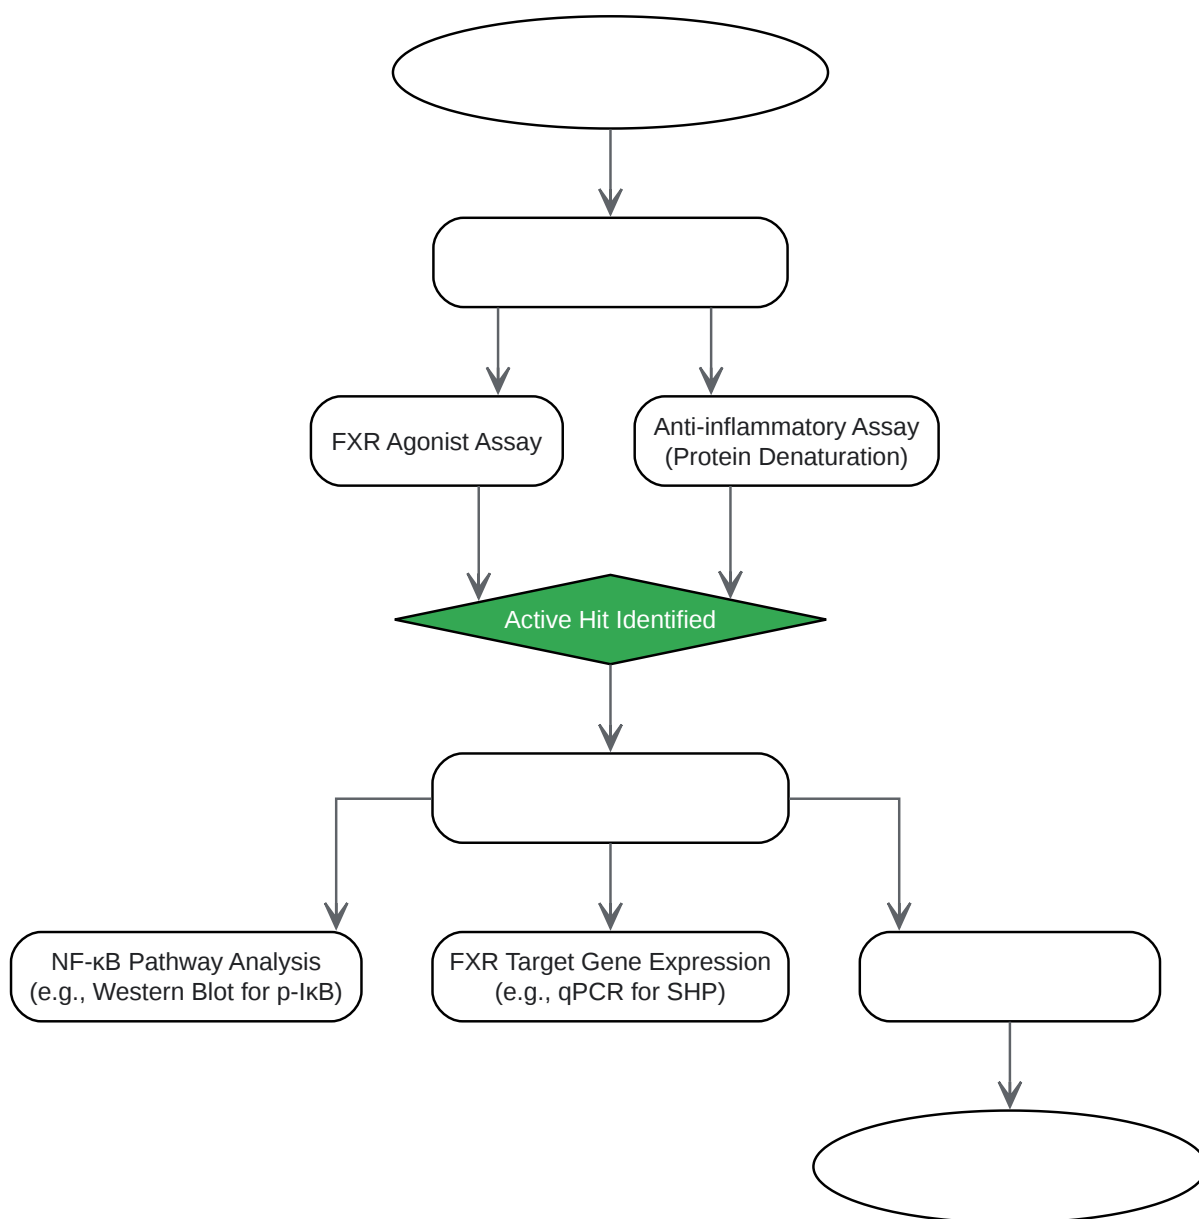 FXR Agonist Assay
Anti-inflammatory Assay
(Protein Denaturation)
Active Hit Identified
NF-κB Pathway Analysis
(e.g., Western Blot for p-IκB)
FXR Target Gene Expression
(e.g., qPCR for SHP)